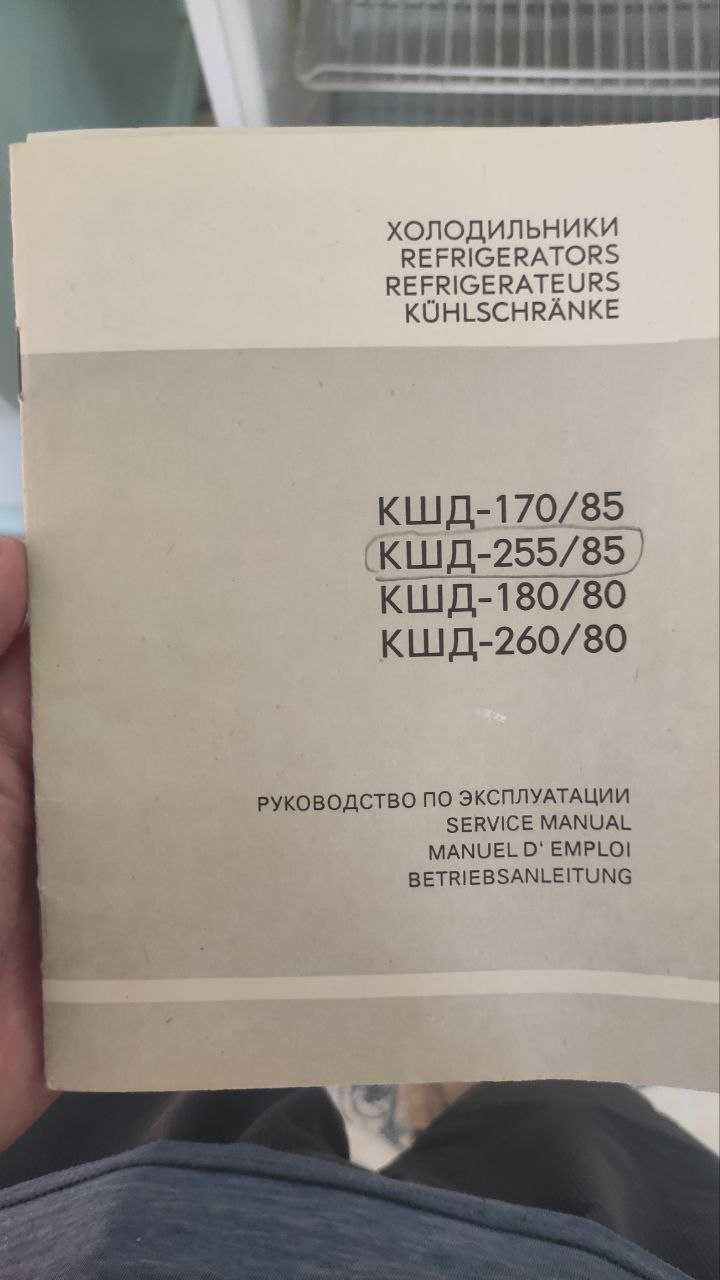 ХОЛОДИЛЬНИКИ
REFRIGERATORS
REFRIGERATEURS
KÜHLSCHRÄNKE
КШД-170/85
КШД-255/85
КШД-180/80
КШД-260/80
РУКОВОДСТВО ПО ЭКСПЛУАТАЦИИ
SERVICE MANUAL
MANUEL D' EMPLOI
BETRIEBSANLEITUNG